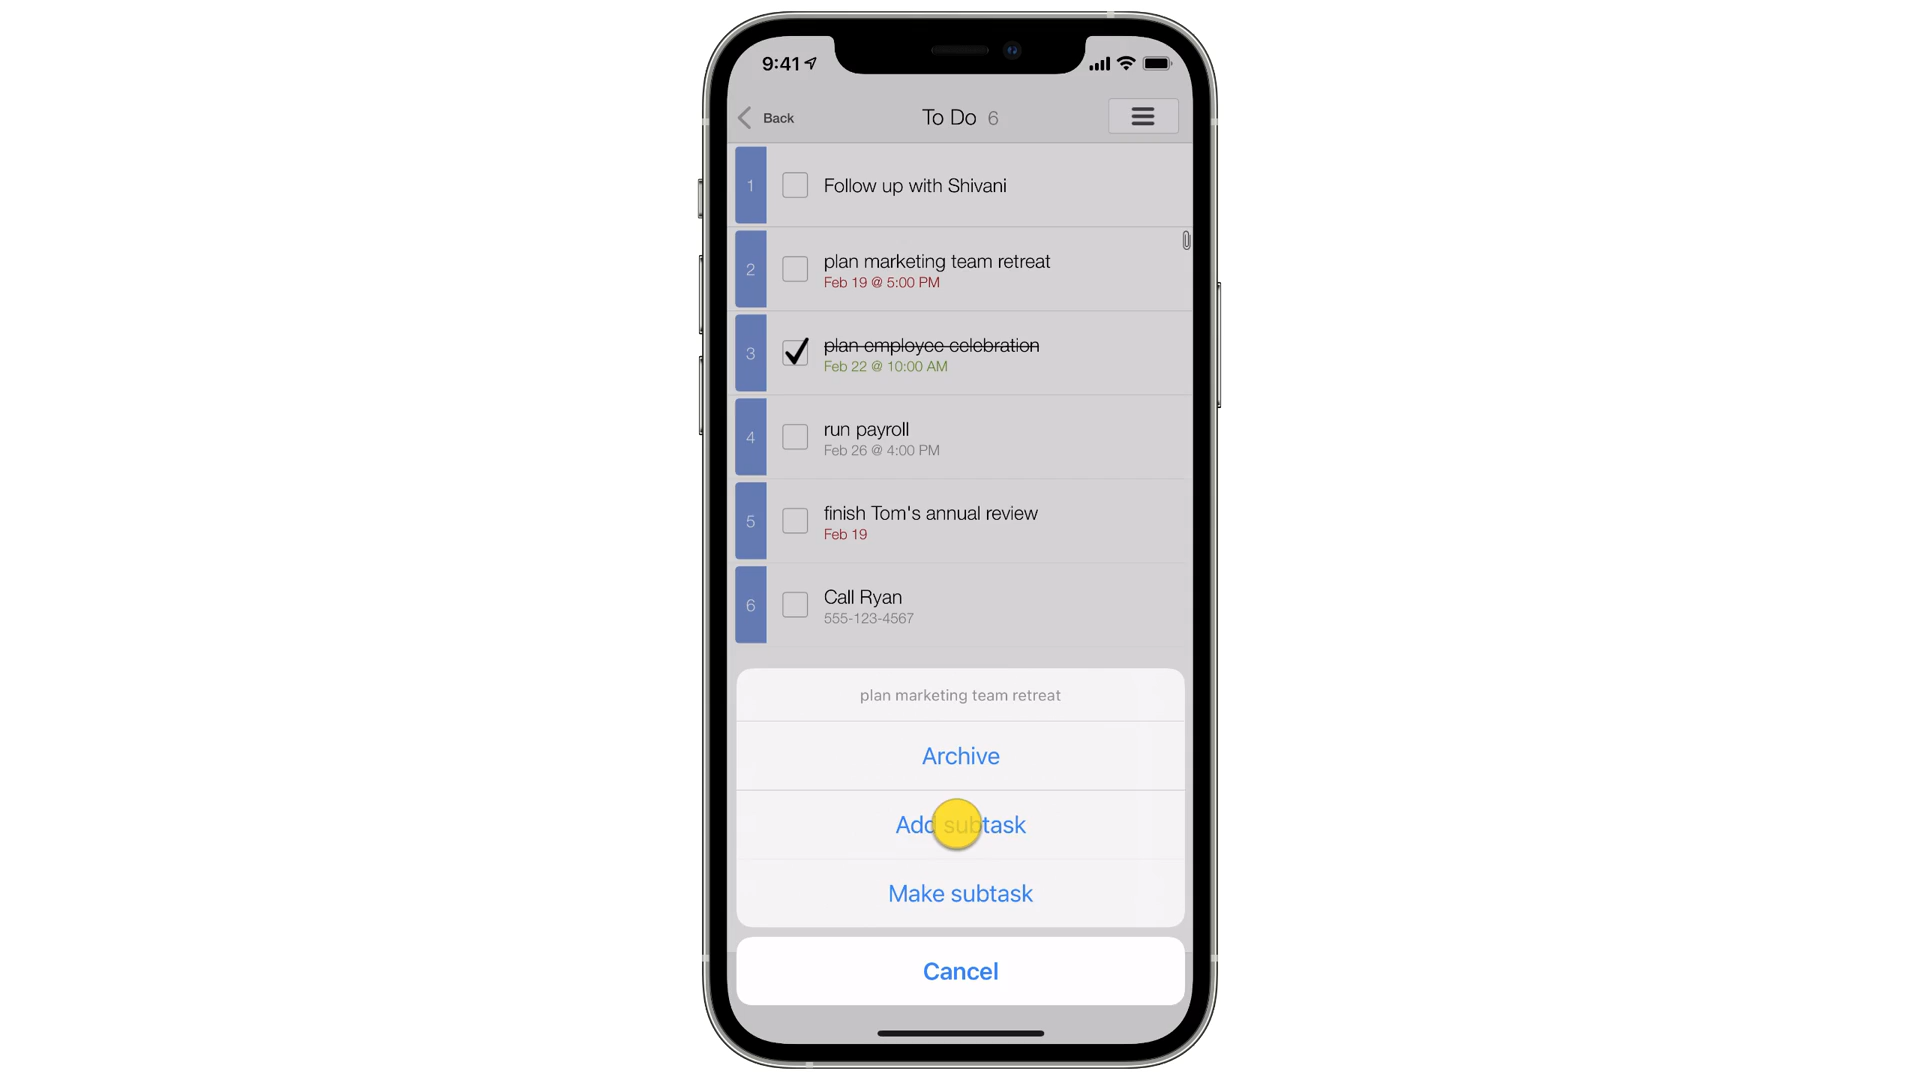 9:41
Back
To Do 6
1
Follow up with Shivani
2
plan marketing team retreat
Feb 19 @ 5:00 PM
3
plan employee celebration
Feb 22 @ 10:00 AM
4
run payroll
Feb 26 @ 4:00 PM
5
finish Tom's annual review
Feb 19
6
Call Ryan
555-123-4567
plan marketing team retreat
Archive
Add subtask
Make subtask
Cancel